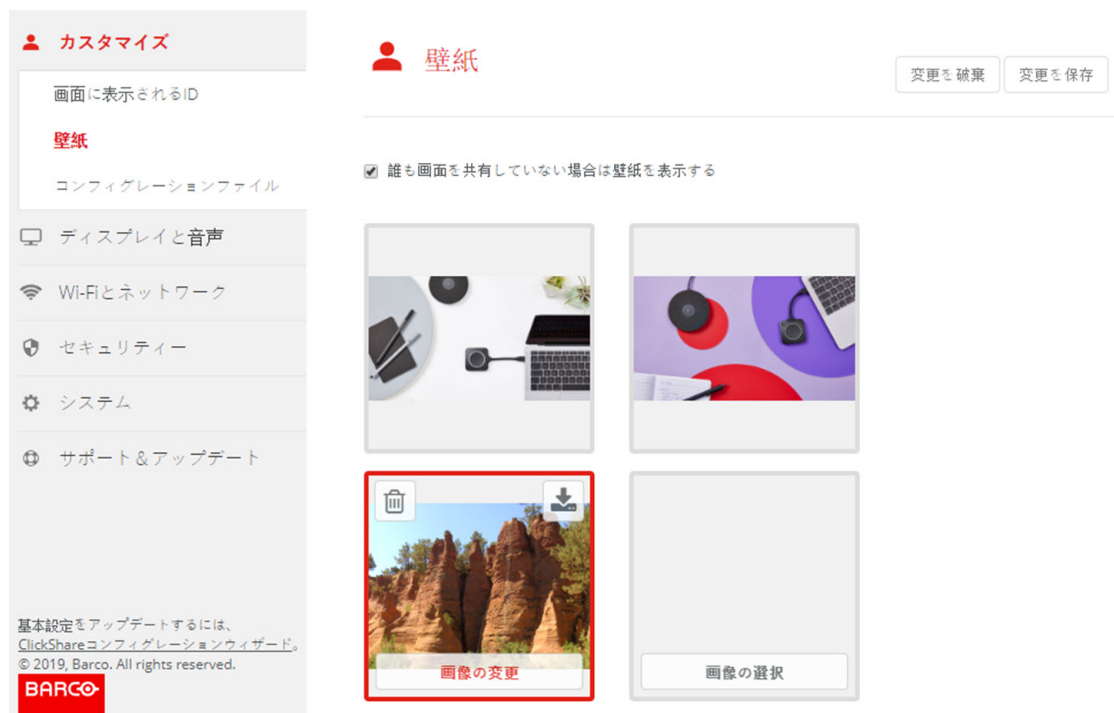 カスタマイズ
画面に表示されるID
壁紙
コンフィグレーションファイル
ディスプレイと音声
Wi-Fiとネットワーク
セキュリティー
システム
サポート＆アップデート
基本設定をアップデートするには、
ClickShareコンフィグレーションウィザード。
© 2019, Barco. All rights reserved.
BARCO
壁紙
変更を破棄
変更を保存
誰も画面を共有していない場合は壁紙を表示する
画像の変更
画像の選択